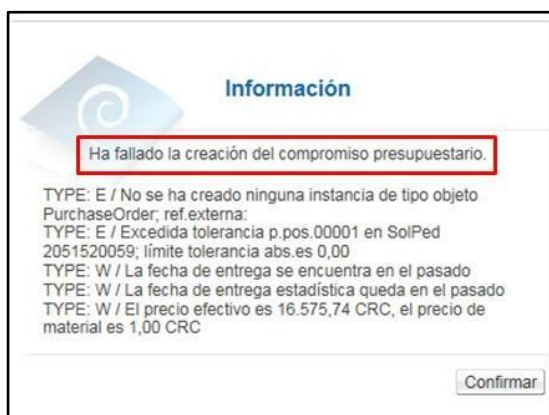 Información
Ha fallado la creación del compromiso presupuestario.
TYPE: E / No se ha creado ninguna instancia de tipo objeto
PurchaseOrder; ref.externa:
TYPE: E / Excedida tolerancia p.pos.00001 en SolPed
2051520059; límite tolerancia abs.es 0,00
TYPE: W / La fecha de entrega se encuentra en el pasado
TYPE: W / La fecha de entrega estadística queda en el pasado
TYPE: W / El precio efectivo es 16.575,74 CRC, el precio de
material es 1,00 CRC
Confirmar